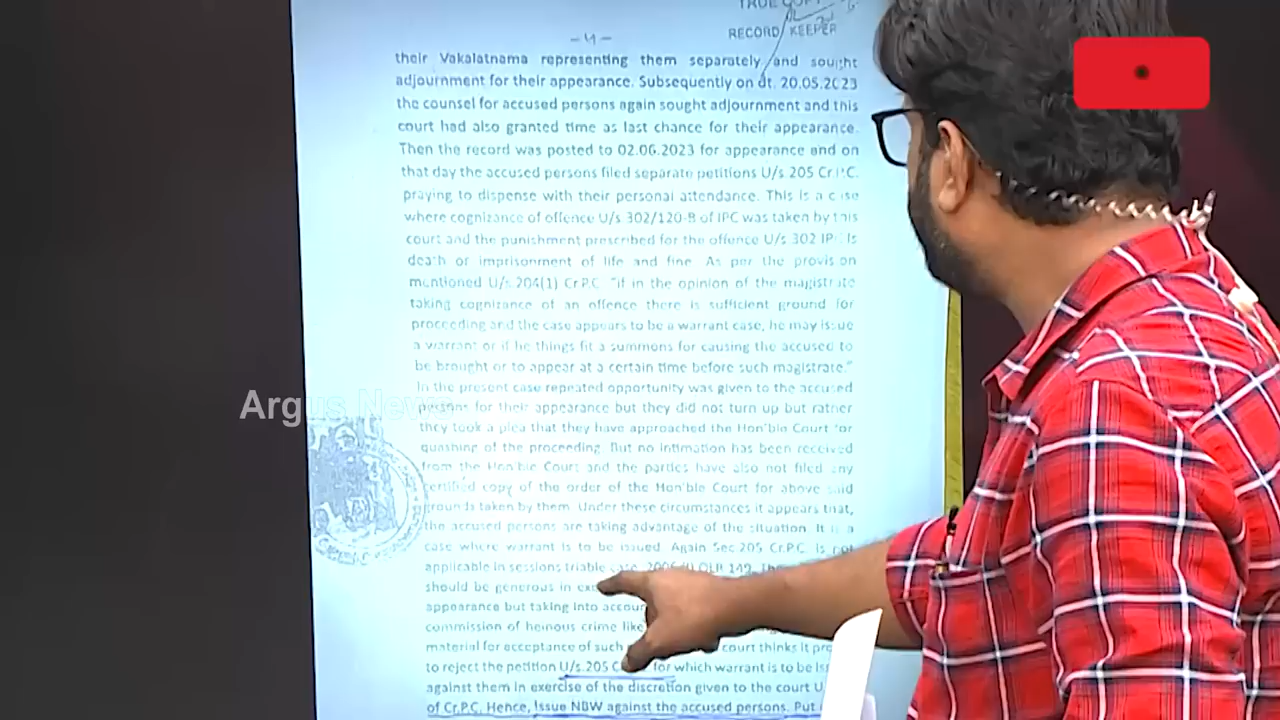 TRUE COPY
RECORD KEEPER
-4-
their Vakalatnama representing them separately and sought
adjournment for their appearance. Subsequently on dt. 20.05.2023
the counsel for accused persons again sought adjournment and this
court had also granted time as last chance for their appearance.
Then the record was posted to 02.06.2023 for appearance and on
that day the accused persons filed separate petitions U/s 205 Cr.P.C.
praying to dispense with their personal attendance. This is a case
where cognizance of offence U/s 302/120-B of IPC was taken by this
court and the punishment prescribed for the offence U/s 302 IPC is
death or imprisonment of life and fine. As per the provision
mentioned U/s.204(1) Cr.P.C. "if in the opinion of the magistrate
taking cognizance of an offence there is sufficient ground for
proceeding and the case appears to be a warrant case, he may issue
a warrant or if he things fit a summons for causing the accused to
be brought or to appear at a certain time before such magistrate."
In the present case repeated opportunity was given to the accused
persons for their appearance but they did not turn up but rather
they took a plea that they have approached the Hon'ble Court for
quashing of the proceeding. But no intimation has been received
from the Hon'ble Court and the parties have also not filed any
certified copy of the order of the Hon'ble Court for above said
grounds taken by them. Under these circumstances it appears that,
the accused persons are taking advantage of the situation. It is a
case where warrant is to be issued. Again Sec.205 Cr.P.C. is not
applicable in sessions triable case, 2006 OLR 149.
should be generous in
appearance but taking into
commission of heinous crime like
material for acceptance of such court thinks it
to reject the petition U/s.205 for which warrant is to be
against them in exercise of the discretion given to the court
of Cr.P.C. Hence, Issue NBW against the accused persons. Put
Argus News